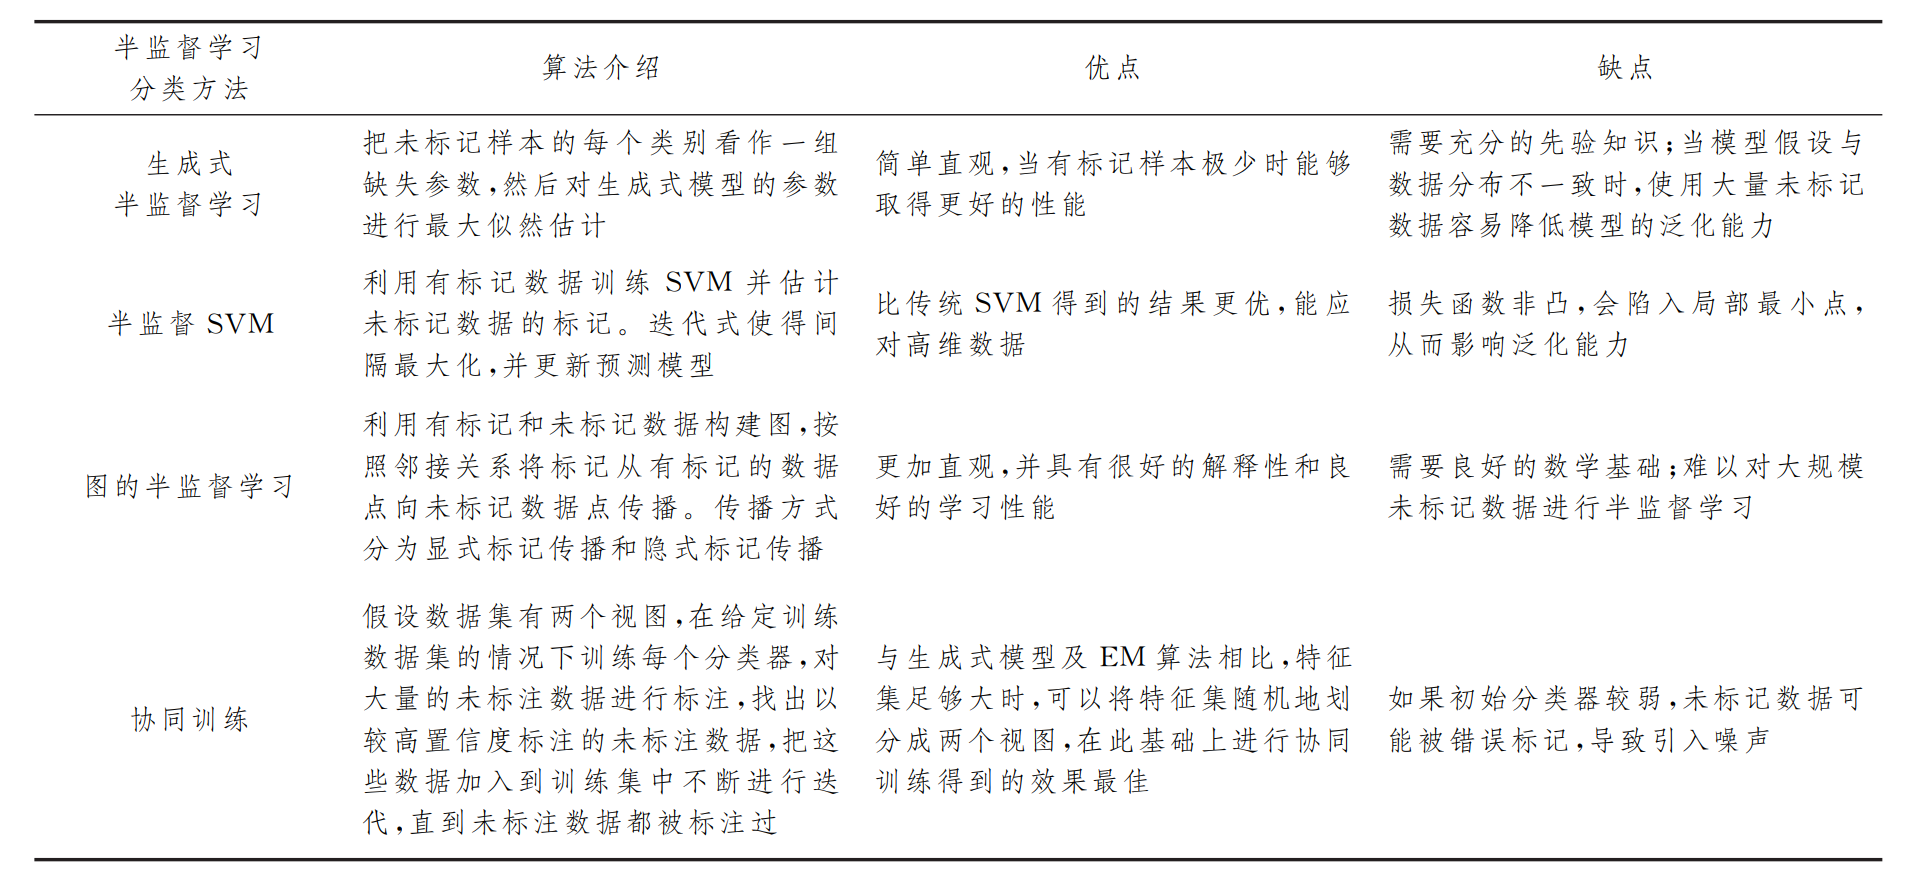 半监督学习
分类方法
算法介绍
优点
缺点
生成式
半监督学习
把未标记样本的每个类别看作一组
缺失参数,然后对生成式模型的参数
进行最大似然估计
简单直观,当有标记样本极少时能够
取得更好的性能
需要充分的先验知识;当模型假设与
数据分布不一致时,使用大量未标记
数据容易降低模型的泛化能力
半监督 SVM
利用有标记数据训练 SVM 并估计
未标记数据的标记。迭代式使得间
隔最大化,并更新预测模型
比传统 SVM 得到的结果更优,能应
对高维数据
损失函数非凸,会陷入局部最小点,
从而影响泛化能力
图的半监督学习
利用有标记和未标记数据构建图,按
照邻接关系将标记从有标记的数据
点向未标记数据点传播。传播方式
分为显式标记传播和隐式标记传播
更加直观,并具有很好的解释性和良
好的学习性能
需要良好的数学基础;难以对大规模
未标记数据进行半监督学习
协同训练
假设数据集有两个视图,在给定训练
数据集的情况下训练每个分类器,对
大量的未标注数据进行标注,找出以
较高置信度标注的未标注数据,把这
些数据加入到训练集中不断进行迭
代,直到未标注数据都被标注过
与生成式模型及 EM 算法相比,特征
集足够大时,可以将特征集随机地划
分成两个视图,在此基础上进行协同
训练得到的效果最佳
如果初始分类器较弱,未标记数据可
能被错误标记,导致引入噪声